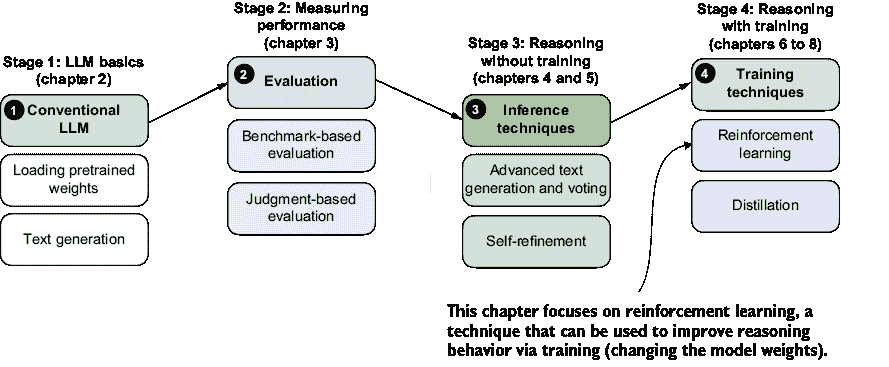 Stage 1: LLM basics
(chapter 2)
1
Conventional
LLM
Loading pretrained
weights
Text generation
Stage 2: Measuring
performance
(chapter 3)
2
Evaluation
Benchmark-based
evaluation
Judgment-based
evaluation
Stage 3: Reasoning
without training
(chapters 4 and 5)
3
Inference
techniques
Advanced text
generation and voting
Self-refinement
Stage 4: Reasoning
with training
(chapters 6 to 8)
4
Training
techniques
Reinforcement
learning
Distillation
This chapter focuses on reinforcement learning, a
technique that can be used to improve reasoning
behavior via training (changing the model weights).